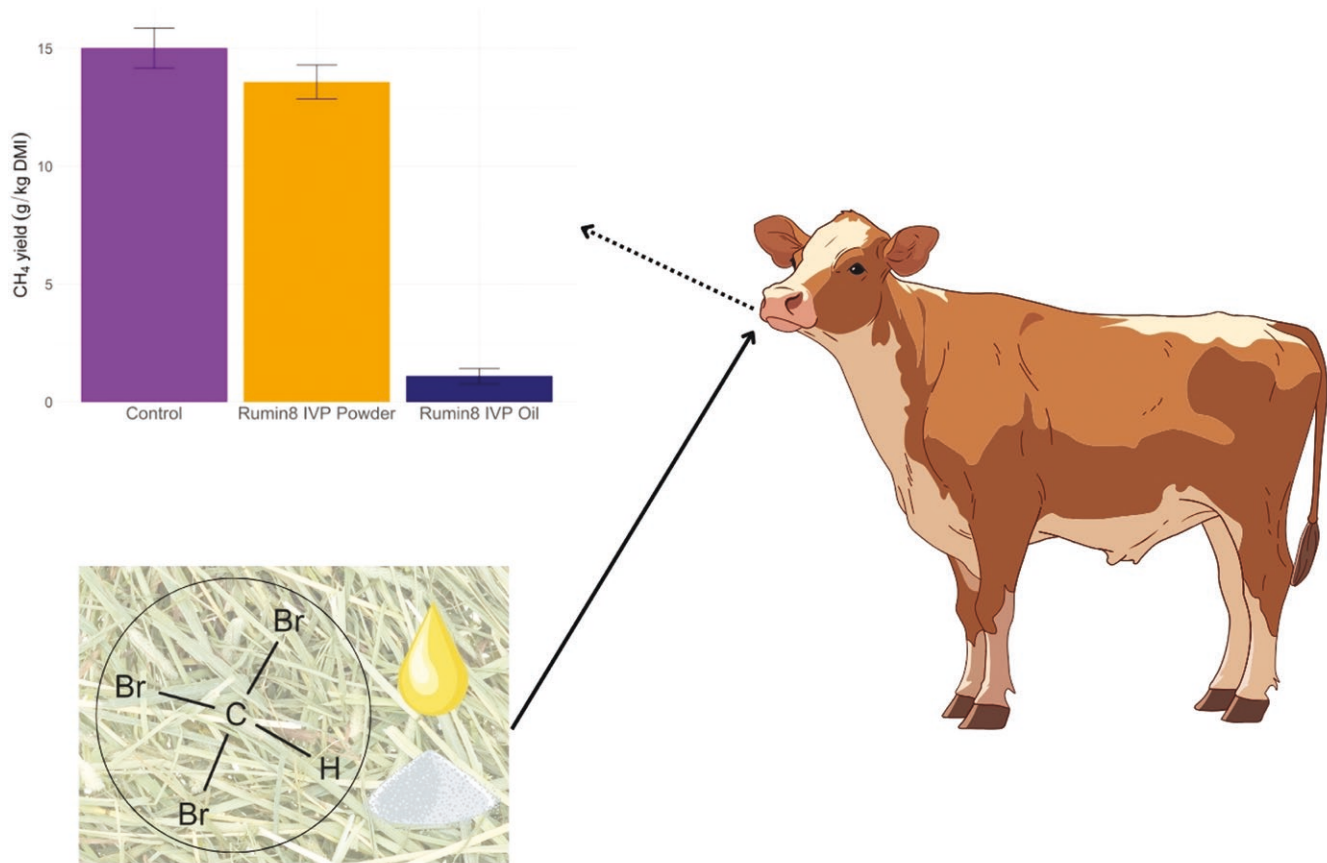 CH₄ yield (g/kg DMI)
15
10
5
0
Control
Rumin8 IVP Powder
Rumin8 IVP Oil
Br
Br
C
H
Br